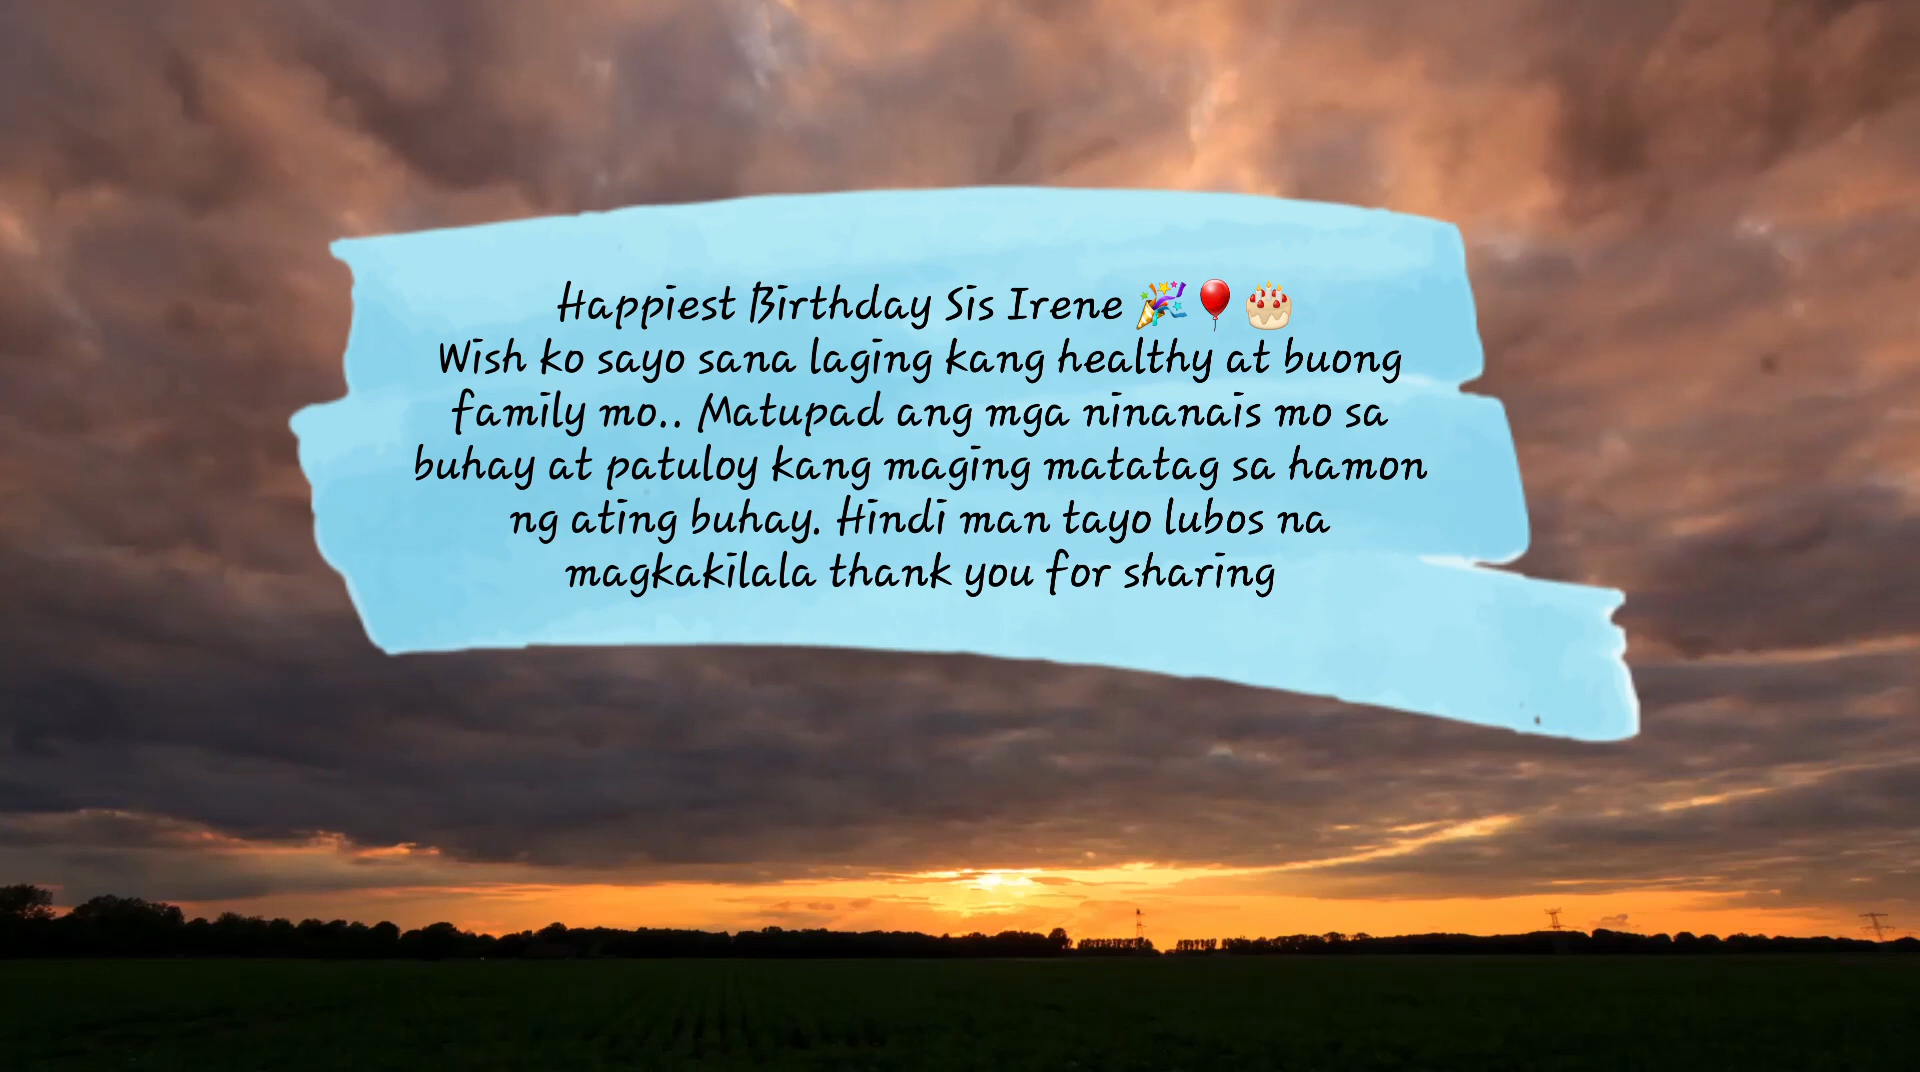 Happiest Birthday Sis Irene 🎉🎈🎂
Wish ko sayo sana laging kang healthy at buong
family mo.. Matupad ang mga ninanais mo sa
buhay at patuloy kang maging matatag sa hamon
ng ating buhay. Hindi man tayo lubos na
magkakilala thank you for sharing